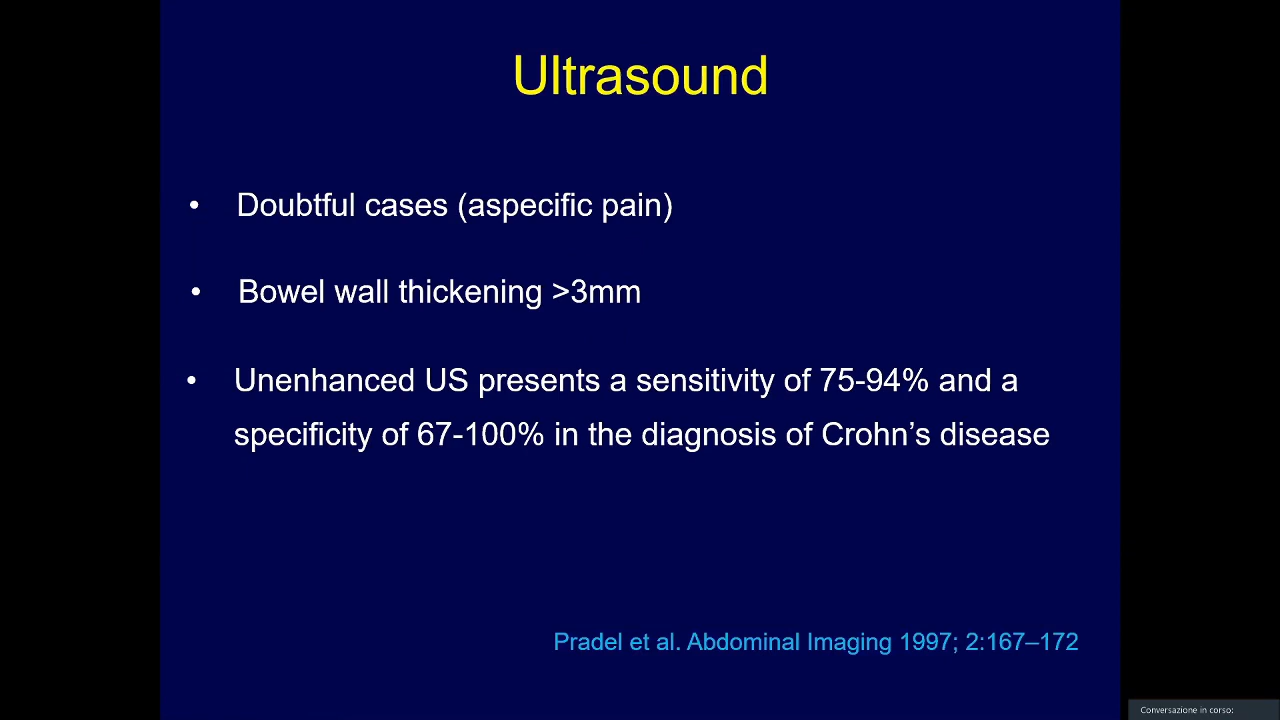 Ultrasound
• Doubtful cases (aspecific pain)
• Bowel wall thickening >3mm
• Unenhanced US presents a sensitivity of 75-94% and a
specificity of 67-100% in the diagnosis of Crohn’s disease
Pradel et al. Abdominal Imaging 1997; 2:167–172
Conversazione in corso: